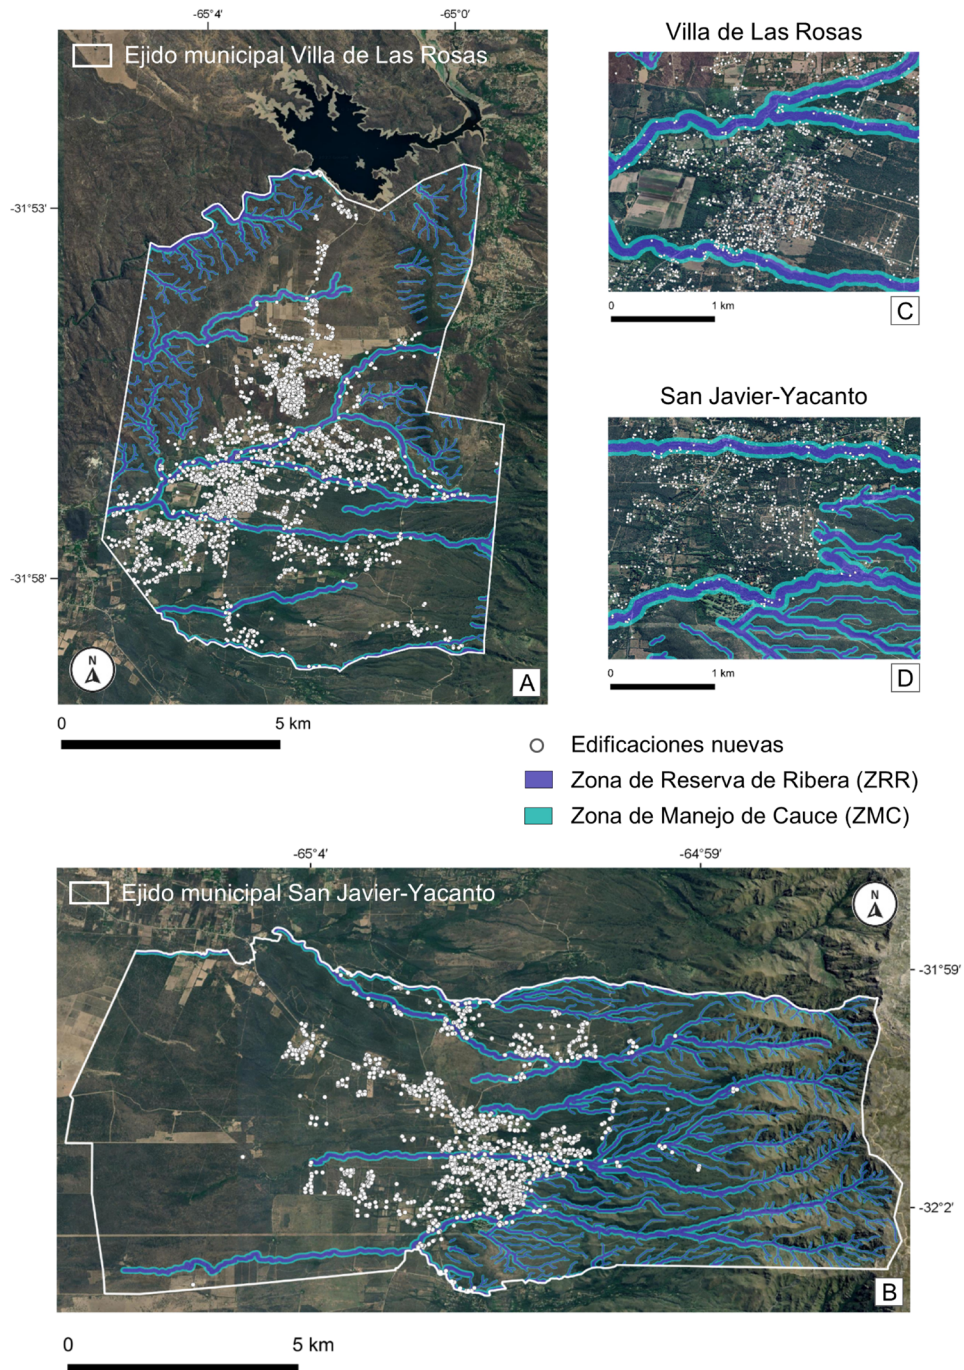 -65°4'
-65°0'
Ejido municipal Villa de Las Rosas
-31°53'
-31°58'
N
A
0
5 km
Villa de Las Rosas
0
1 km
C
San Javier-Yacanto
0
1 km
D
Edificaciones nuevas
Zona de Reserva de Ribera (ZRR)
Zona de Manejo de Cauce (ZMC)
-65°4'
-64°59'
Ejido municipal San Javier-Yacanto
N
-31°59'
-32°2'
B
0
5 km